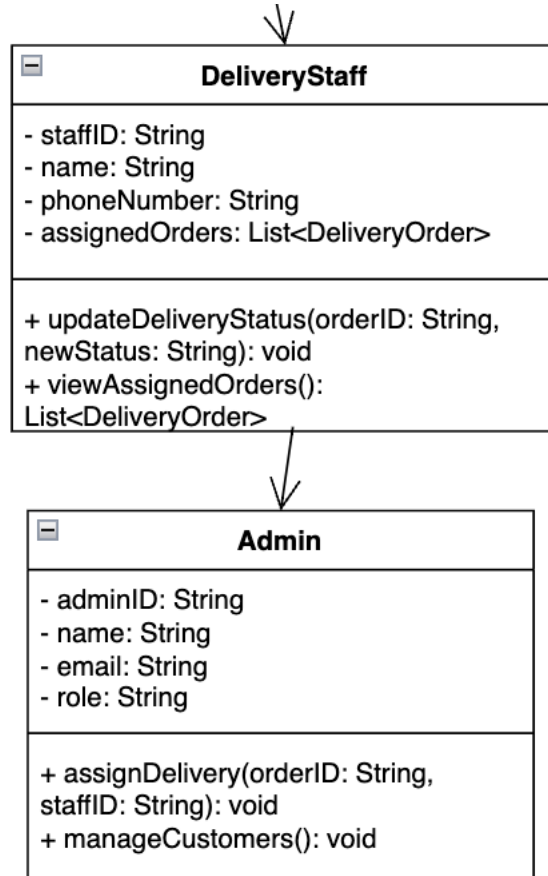 DeliveryStaff
- staffID: String
- name: String
- phoneNumber: String
- assignedOrders: List<DeliveryOrder>
+ updateDeliveryStatus(orderID: String,
newStatus: String): void
+ viewAssignedOrders():
List<DeliveryOrder>
Admin
- adminID: String
- name: String
- email: String
- role: String
+ assignDelivery(orderID: String,
staffID: String): void
+ manageCustomers(): void